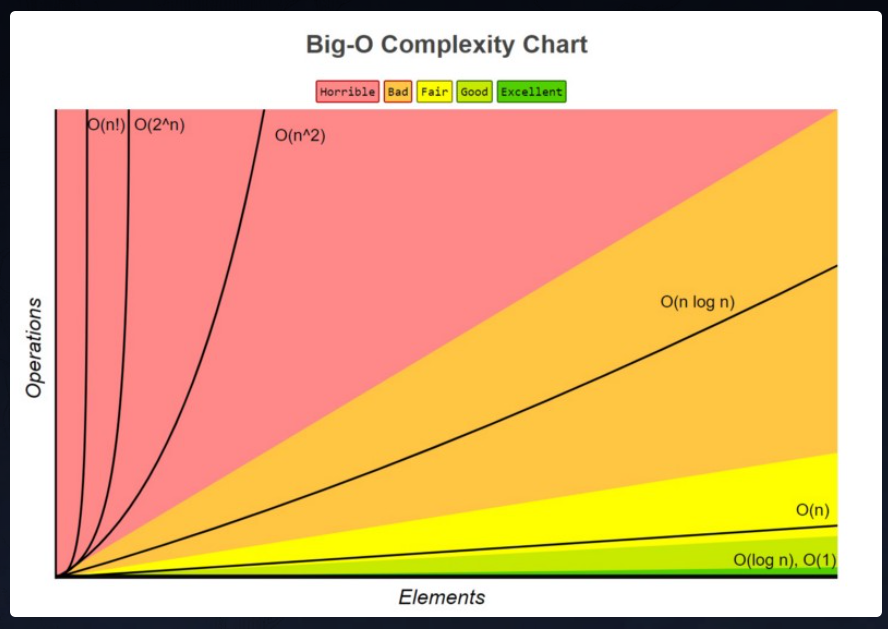 Big-O Complexity Chart
Horrible Bad Fair Good Excellent
O(n!) O(2^n)
O(n^2)
O(n log n)
O(n)
O(log n), O(1)
Operations
Elements